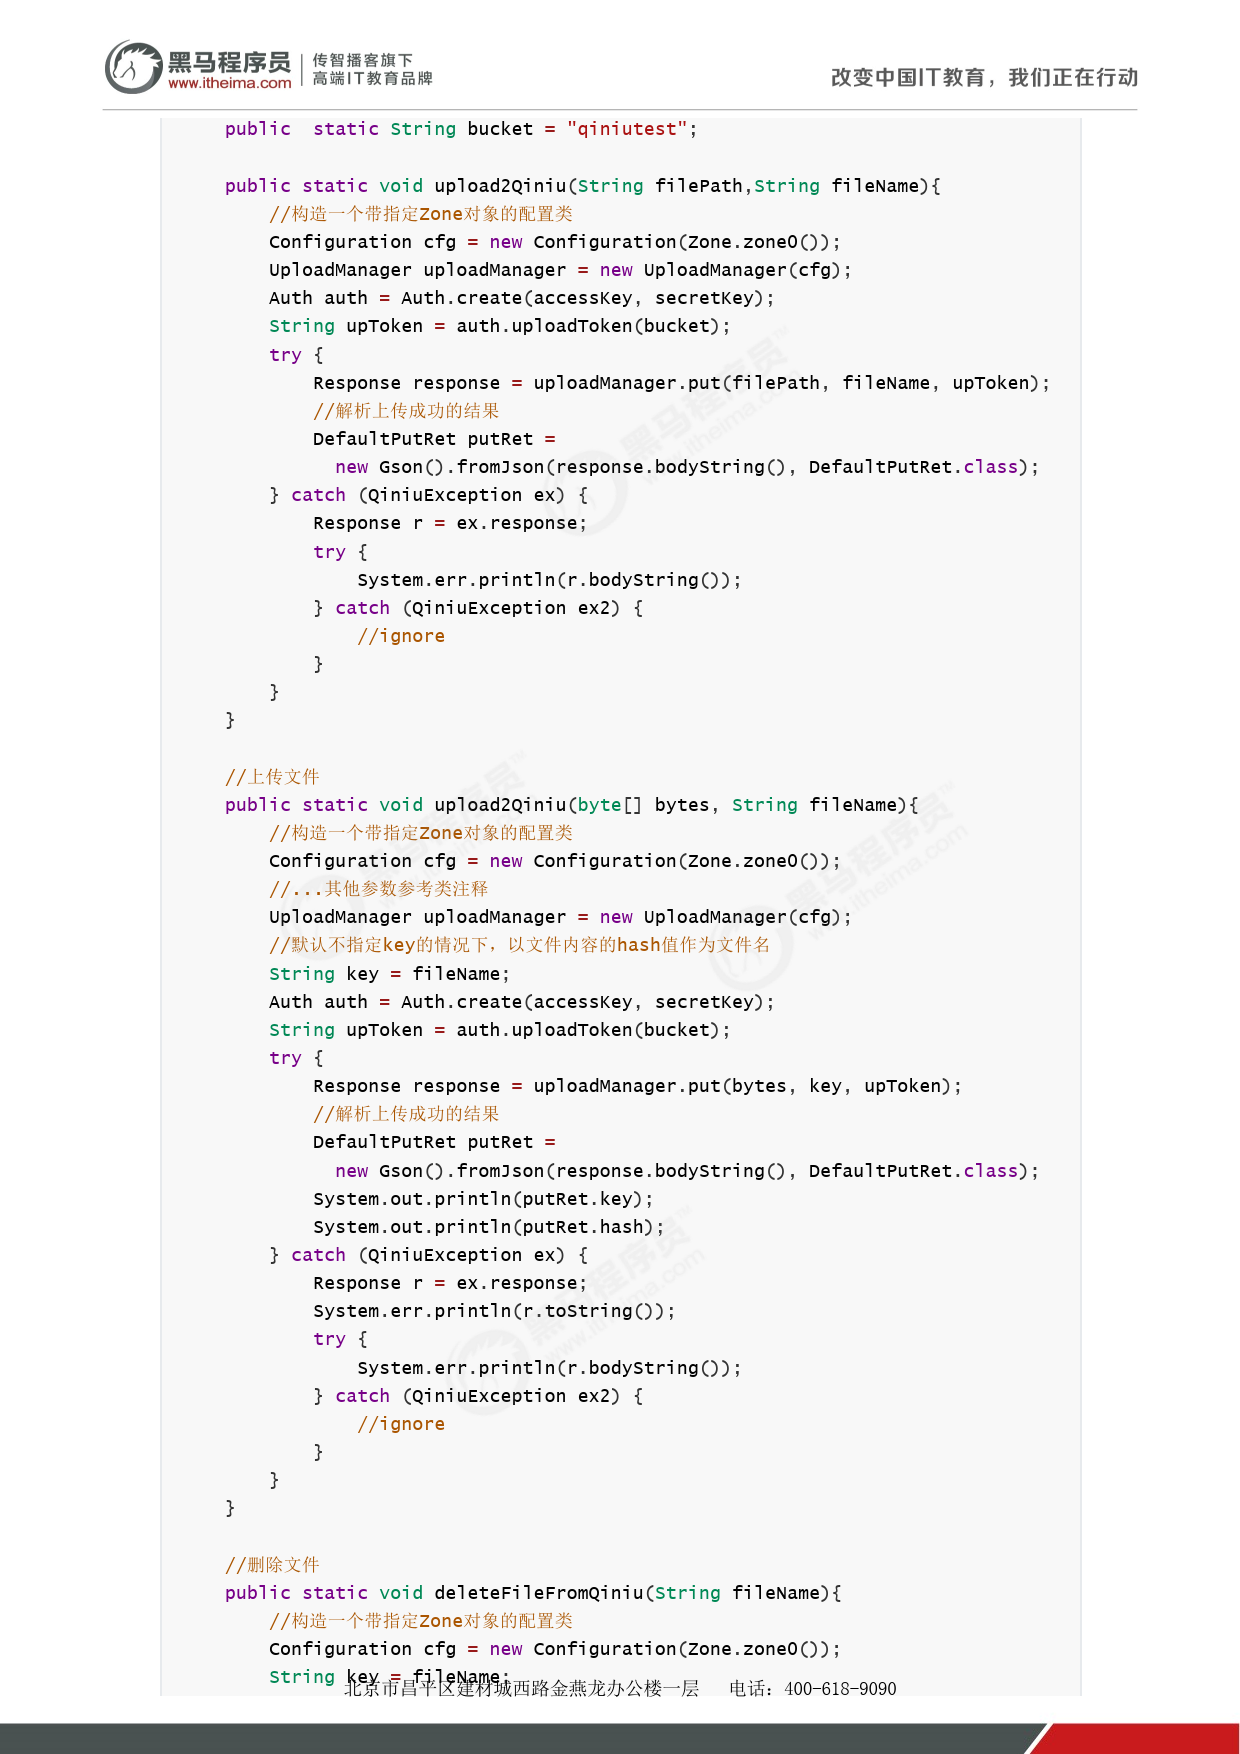 黑马程序员
www.itheima.com
传智播客旗下
高端IT教育品牌
改变中国IT教育，我们正在行动
    public  static String bucket = "qiniutest";

    public static void upload2Qiniu(String filePath,String fileName){
        //构造一个带指定Zone对象的配置类
        Configuration cfg = new Configuration(Zone.zone0());
        UploadManager uploadManager = new UploadManager(cfg);
        Auth auth = Auth.create(accessKey, secretKey);
        String upToken = auth.uploadToken(bucket);
        try {
            Response response = uploadManager.put(filePath, fileName, upToken);
            //解析上传成功的结果
            DefaultPutRet putRet =
              new Gson().fromJson(response.bodyString(), DefaultPutRet.class);
        } catch (QiniuException ex) {
            Response r = ex.response;
            try {
                System.err.println(r.bodyString());
            } catch (QiniuException ex2) {
                //ignore
            }
        }
    }

    //上传文件
    public static void upload2Qiniu(byte[] bytes, String fileName){
        //构造一个带指定Zone对象的配置类
        Configuration cfg = new Configuration(Zone.zone0());
        //...其他参数参考类注释
        UploadManager uploadManager = new UploadManager(cfg);
        //默认不指定key的情况下，以文件内容的hash值作为文件名
        String key = fileName;
        Auth auth = Auth.create(accessKey, secretKey);
        String upToken = auth.uploadToken(bucket);
        try {
            Response response = uploadManager.put(bytes, key, upToken);
            //解析上传成功的结果
            DefaultPutRet putRet =
              new Gson().fromJson(response.bodyString(), DefaultPutRet.class);
            System.out.println(putRet.key);
            System.out.println(putRet.hash);
        } catch (QiniuException ex) {
            Response r = ex.response;
            System.err.println(r.toString());
            try {
                System.err.println(r.bodyString());
            } catch (QiniuException ex2) {
                //ignore
            }
        }
    }

    //删除文件
    public static void deleteFileFromQiniu(String fileName){
        //构造一个带指定Zone对象的配置类
        Configuration cfg = new Configuration(Zone.zone0());
        String key = fileName;
北京市昌平区建材城西路金燕龙办公楼一层   电话：400-618-9090